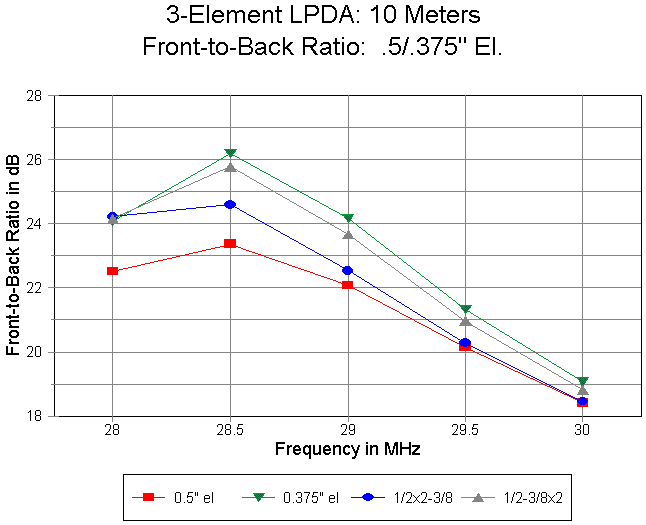 3-Element LPDA: 10 Meters
Front-to-Back Ratio: .5/.375" El.
Front-to-Back Ratio in dB
28
26
24
22
20
18
28
28.5
29
29.5
30
Frequency in MHz
0.5" el
0.375" el
1/2x2-3/8
1/2-3/8x2